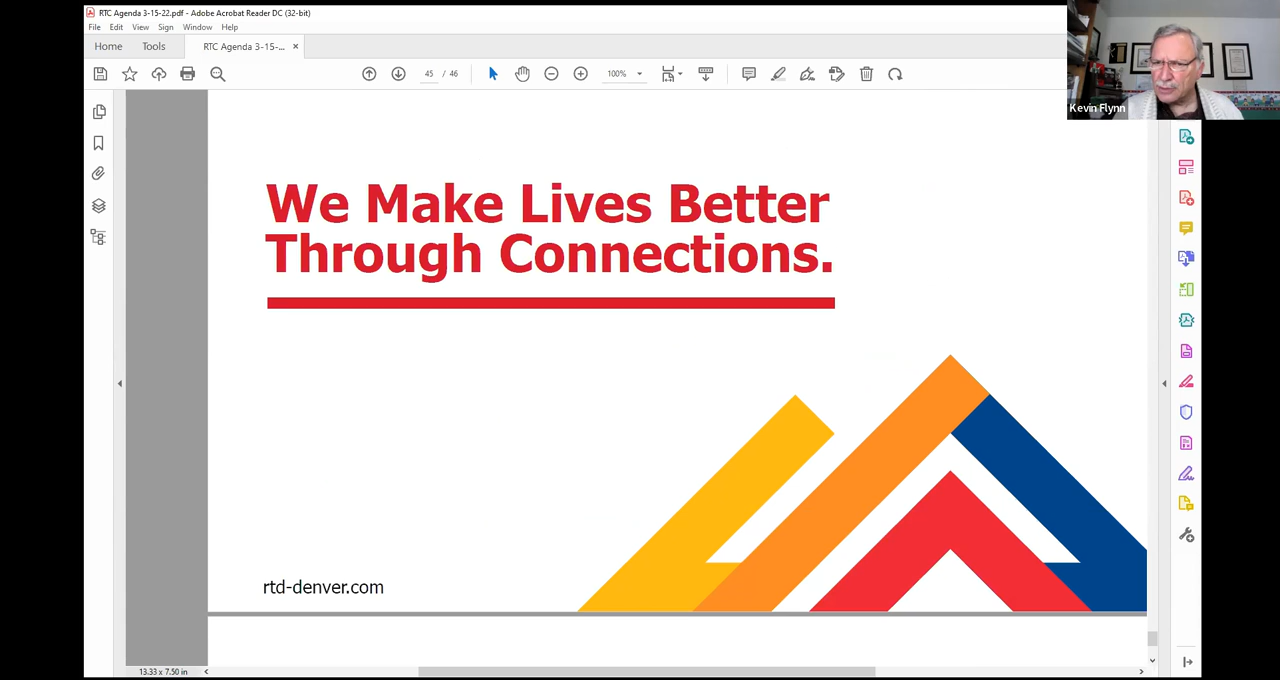 RTC Agenda 3-15-22.pdf - Adobe Acrobat Reader DC (32-bit)
File Edit View Sign Window Help
Home Tools RTC Agenda 3-15-... ×
45 / 46 100%
Kevin Flynn
We Make Lives Better
Through Connections.
rtd-denver.com
13.33 x 7.50 in